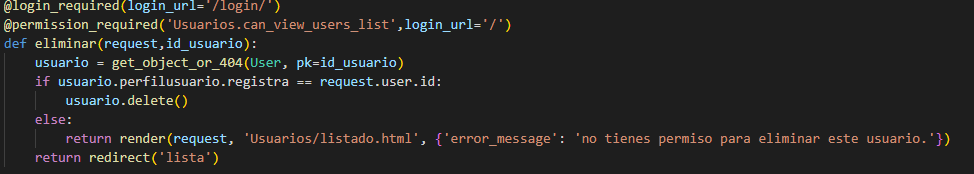 @login_required(login_url='/login/')
@permission_required('Usuarios.can_view_users_list',login_url='/')
def eliminar(request,id_usuario):
    usuario = get_object_or_404(User, pk=id_usuario)
    if usuario.perfilusuario.registra == request.user.id:
        usuario.delete()
    else:
        return render(request, 'Usuarios/listado.html', {'error_message': 'no tienes permiso para eliminar este usuario.'})
    return redirect('lista')